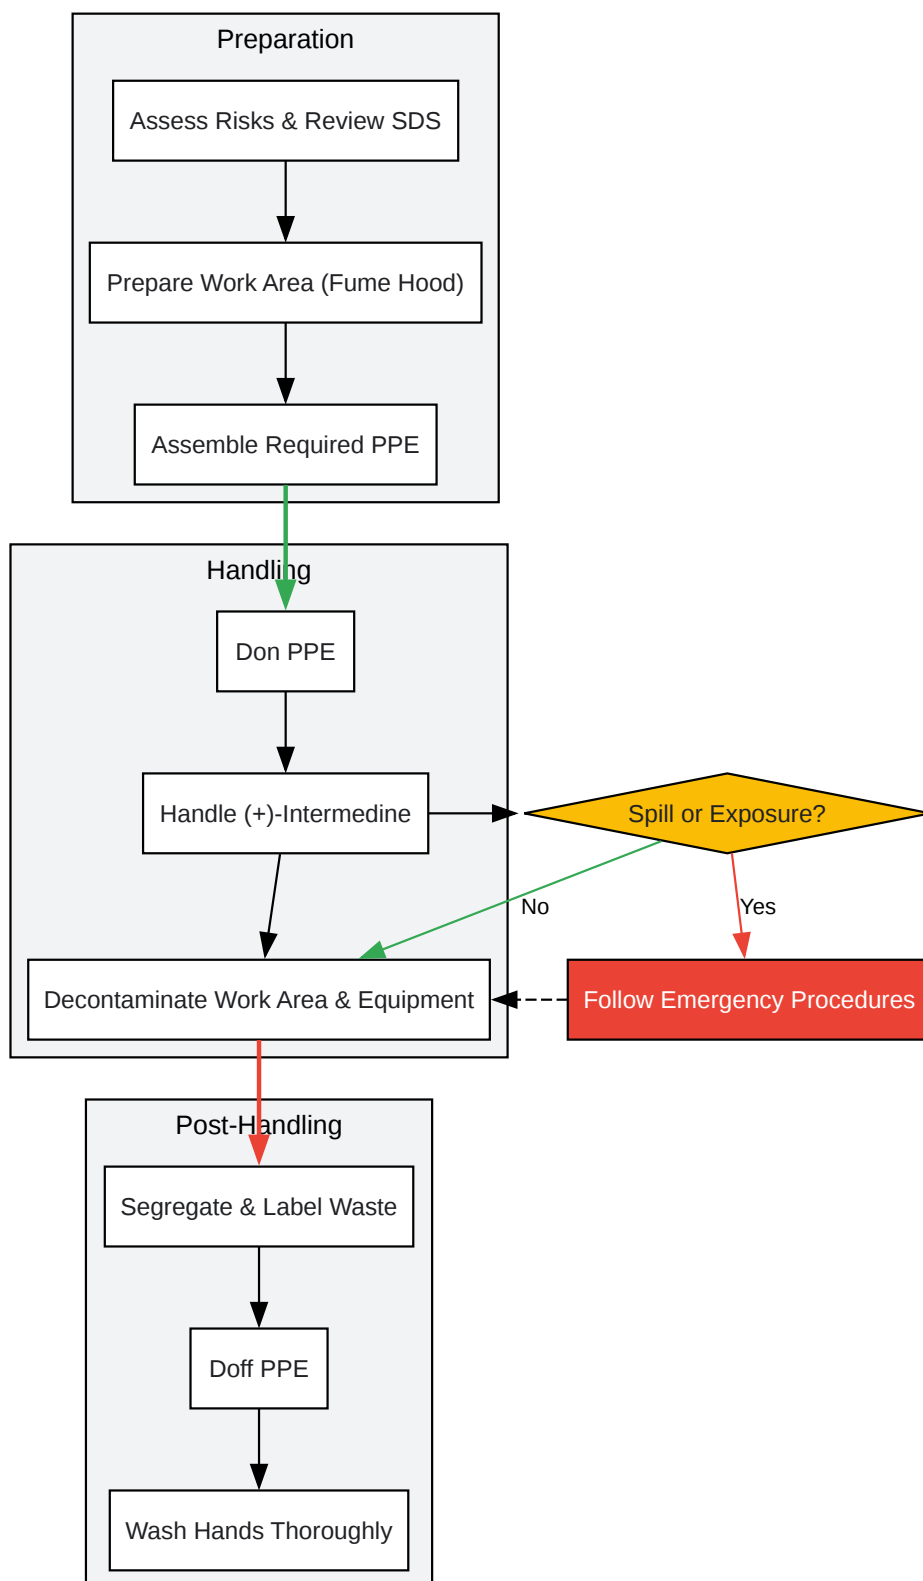 Preparation
Assess Risks & Review SDS
Prepare Work Area (Fume Hood)
Assemble Required PPE
Handling
Don PPE
Handle (+)-Intermedine
Spill or Exposure?
No
Yes
Decontaminate Work Area & Equipment
Follow Emergency Procedures
Post-Handling
Segregate & Label Waste
Doff PPE
Wash Hands Thoroughly